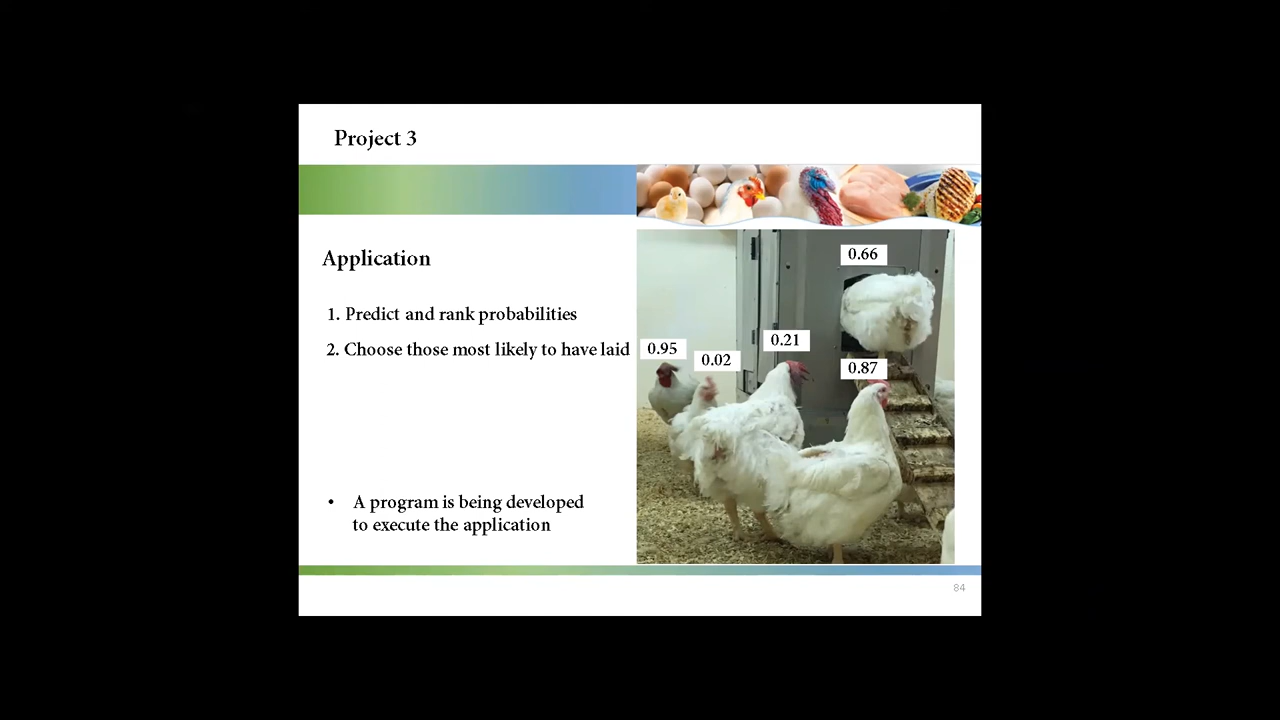 Project 3
Application
1. Predict and rank probabilities
2. Choose those most likely to have laid
• A program is being developed
to execute the application
0.66
0.95
0.02
0.21
0.87
84